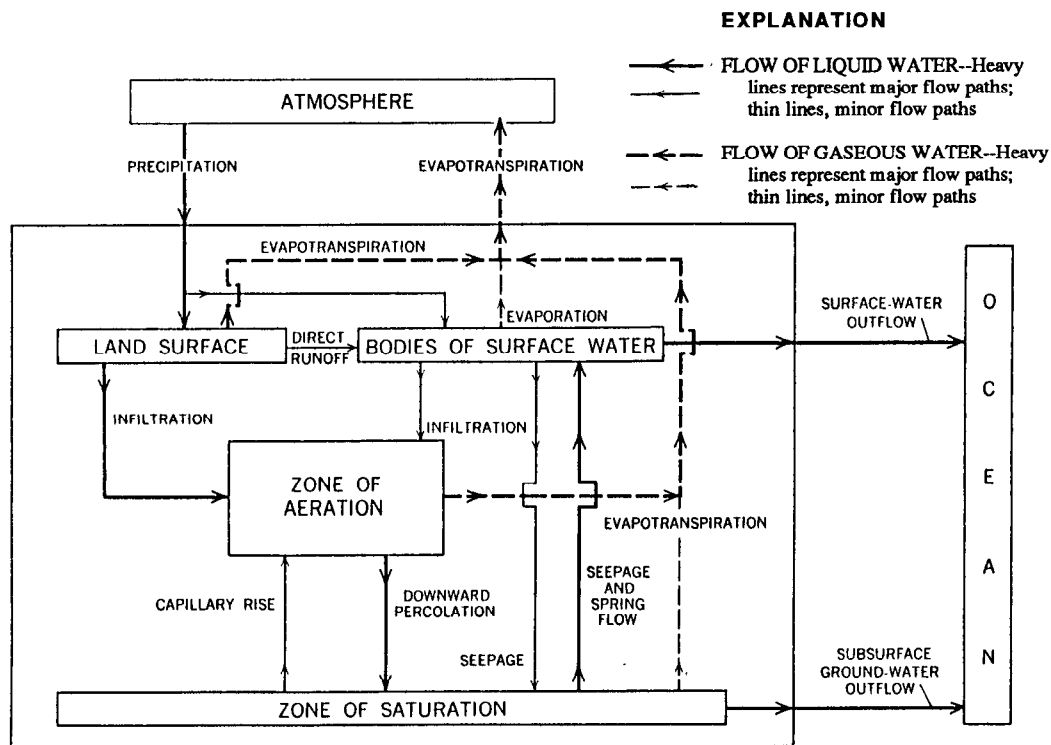 EXPLANATION
FLOW OF LIQUID WATER--Heavy
lines represent major flow paths;
thin lines, minor flow paths
FLOW OF GASEOUS WATER--Heavy
lines represent major flow paths;
thin lines, minor flow paths
ATMOSPHERE
PRECIPITATION
EVAPOTRANSPIRATION
EVAPOTRANSPIRATION
EVAPORATION
LAND SURFACE
DIRECT
RUNOFF
BODIES OF SURFACE WATER
SURFACE-WATER
OUTFLOW
INFILTRATION
INFILTRATION
ZONE OF
AERATION
EVAPOTRANSPIRATION
CAPILLARY RISE
DOWNWARD
PERCOLATION
SEEPAGE
AND
SPRING
FLOW
SEEPAGE
SUBSURFACE
GROUND-WATER
OUTFLOW
ZONE OF SATURATION
OCEAN